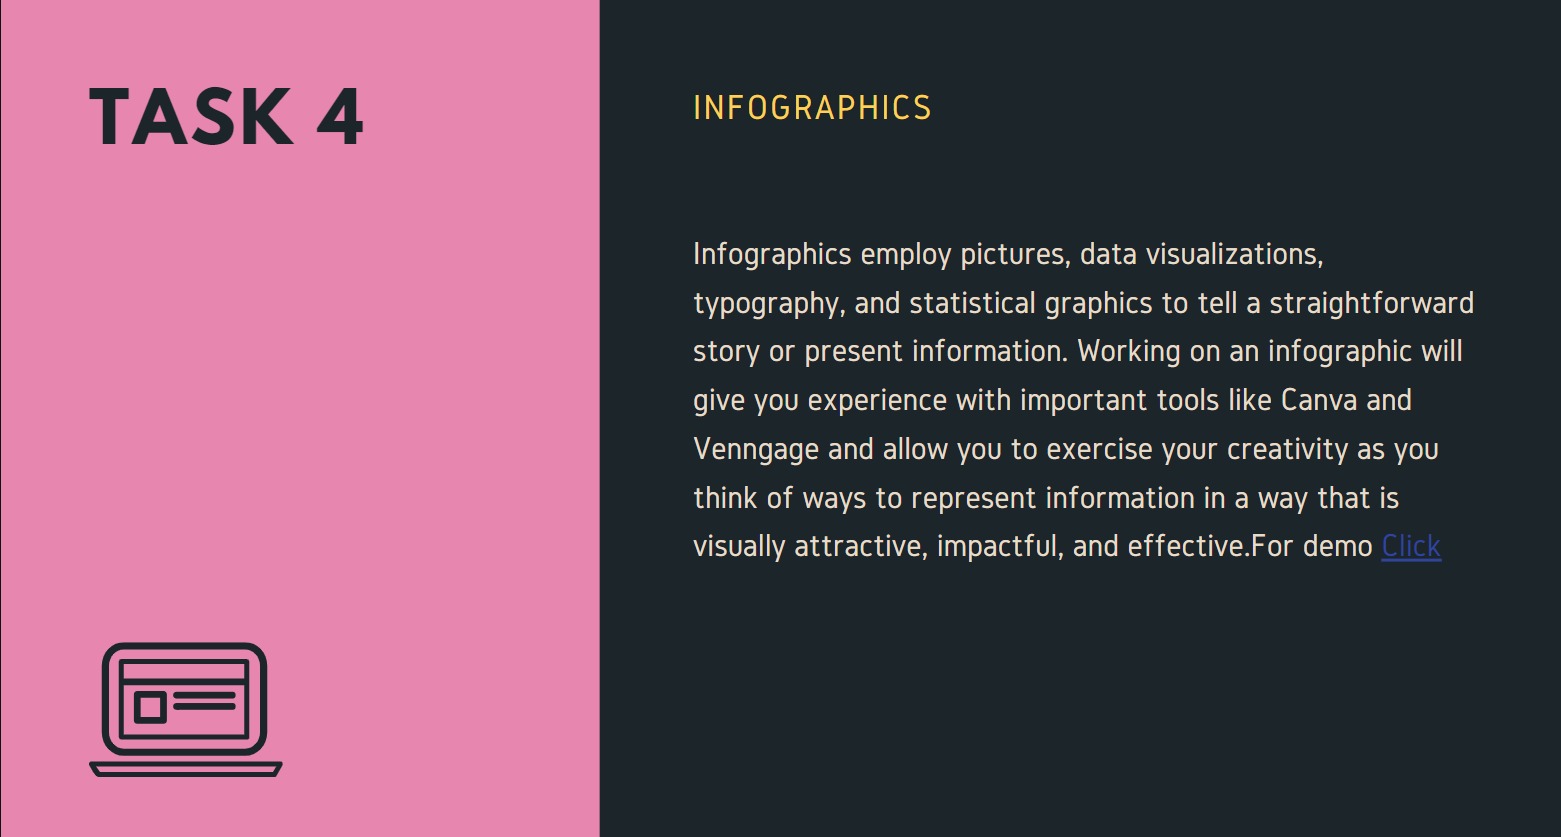 TASK 4
INFOGRAPHICS
Infographics employ pictures, data visualizations,
typography, and statistical graphics to tell a straightforward
story or present information. Working on an infographic will
give you experience with important tools like Canva and
Venngage and allow you to exercise your creativity as you
think of ways to represent information in a way that is
visually attractive, impactful, and effective.For demo Click